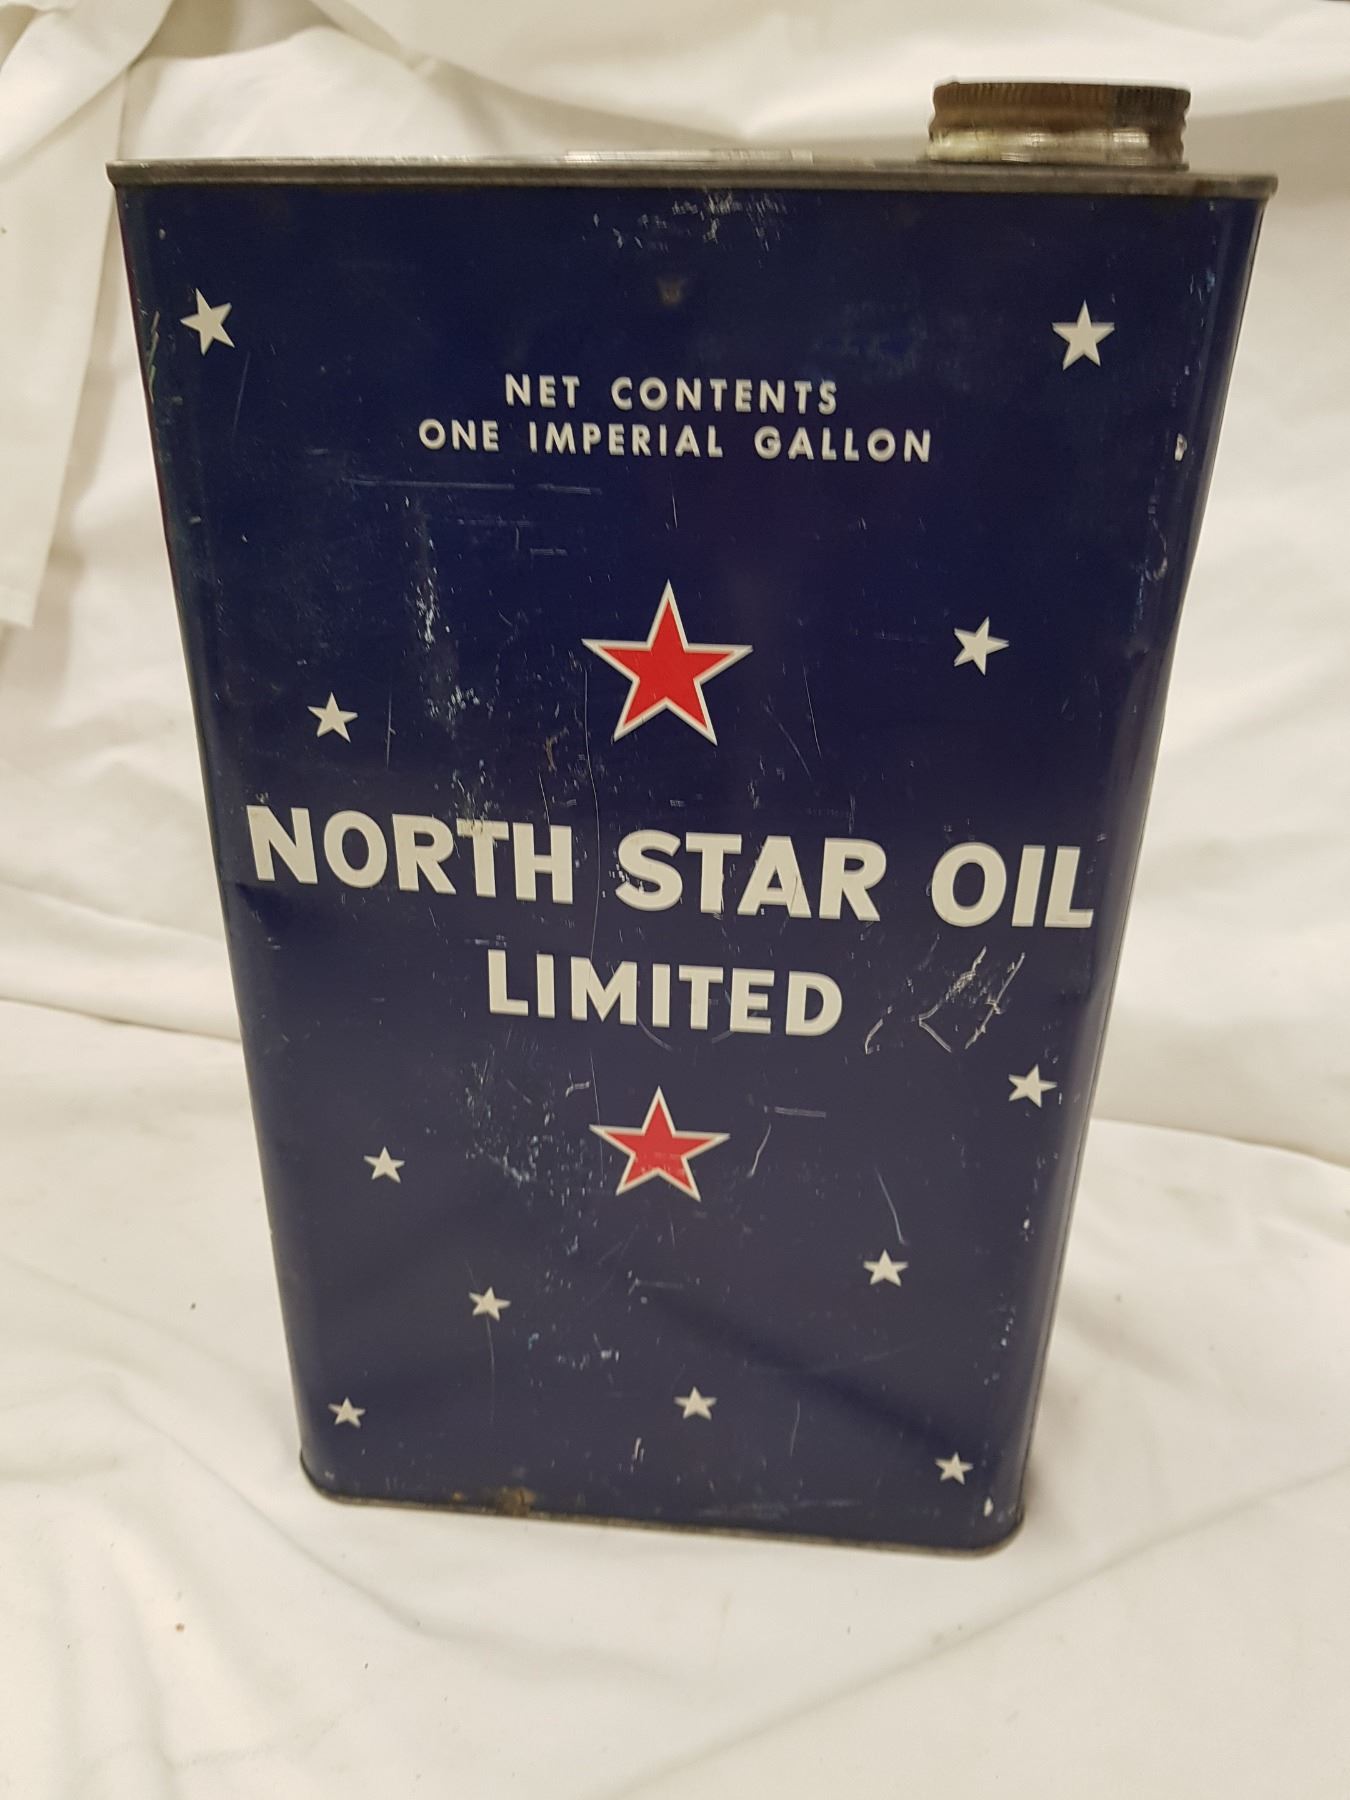 NET CONTENTS
ONE IMPERIAL GALLON
NORTH STAR OIL
LIMITED